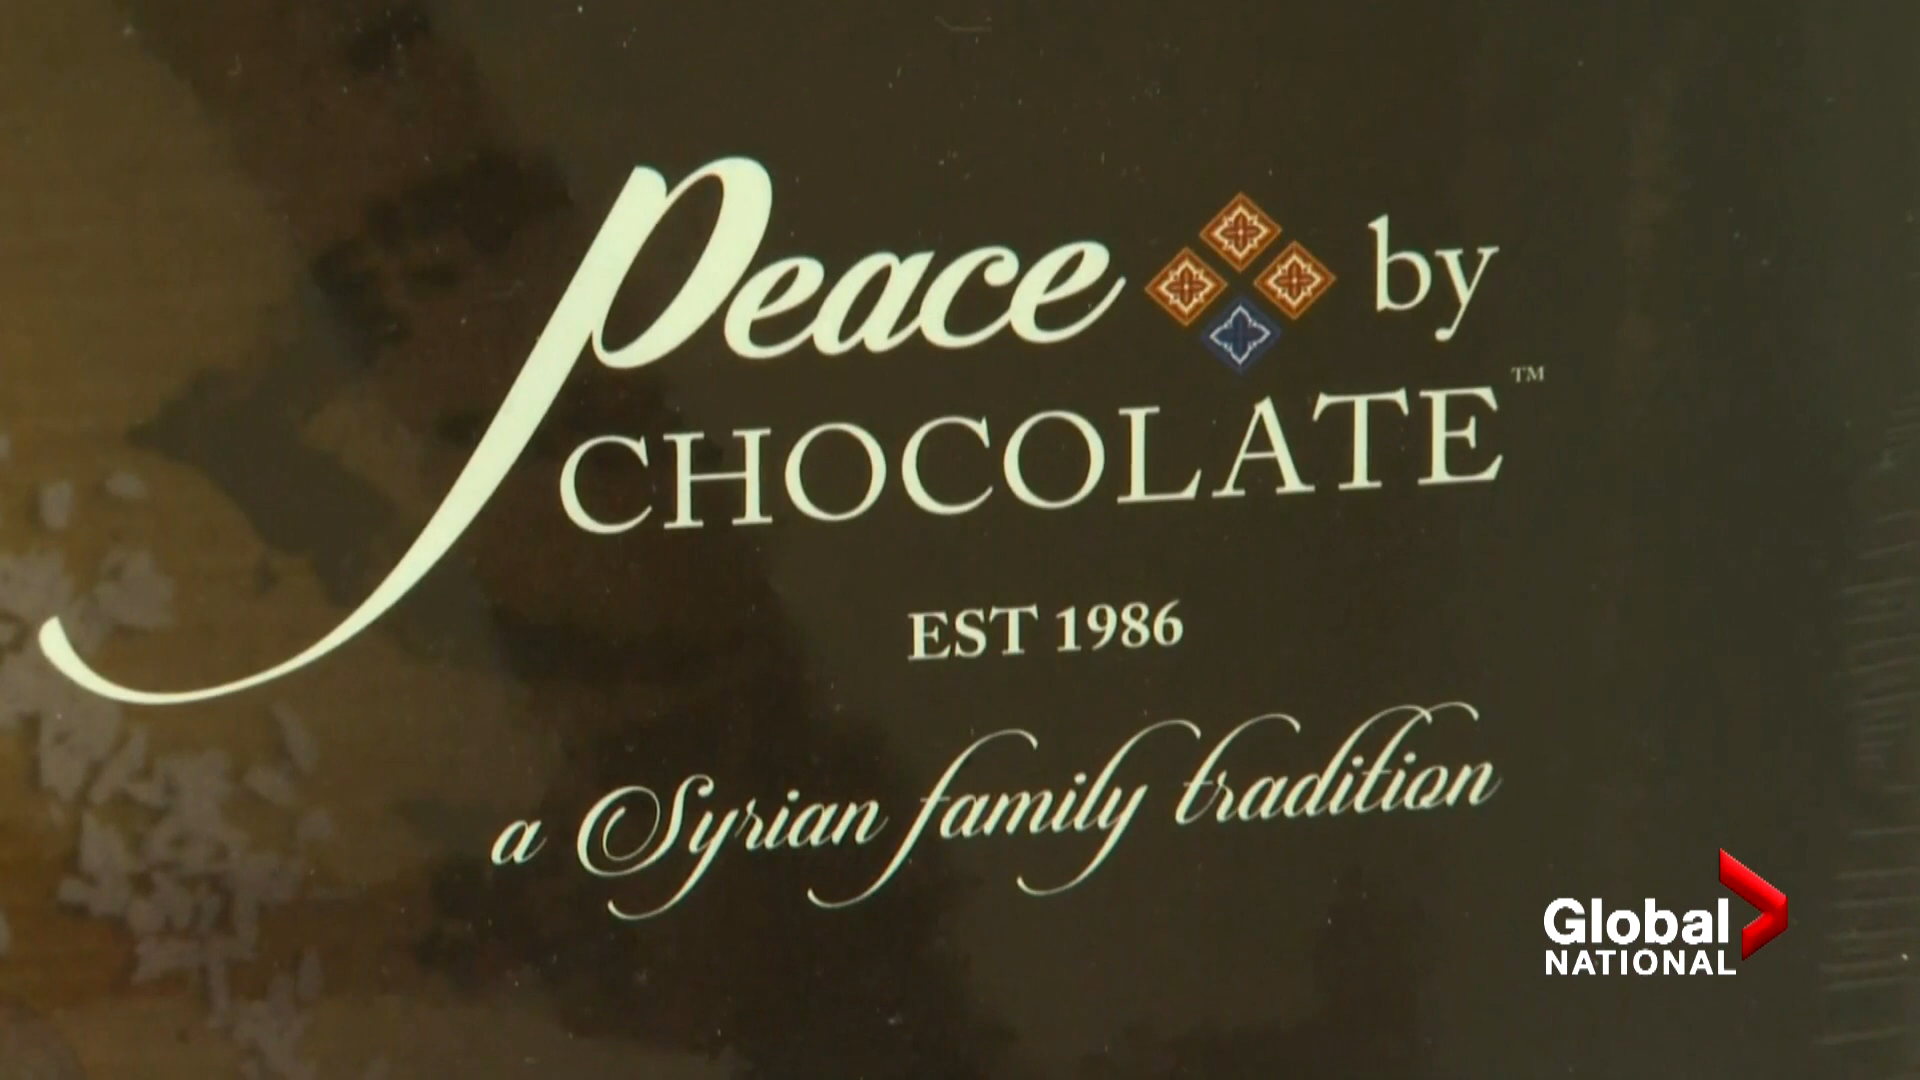 Peace by
CHOCOLATE™
EST 1986
a Syrian family tradition
Global
NATIONAL